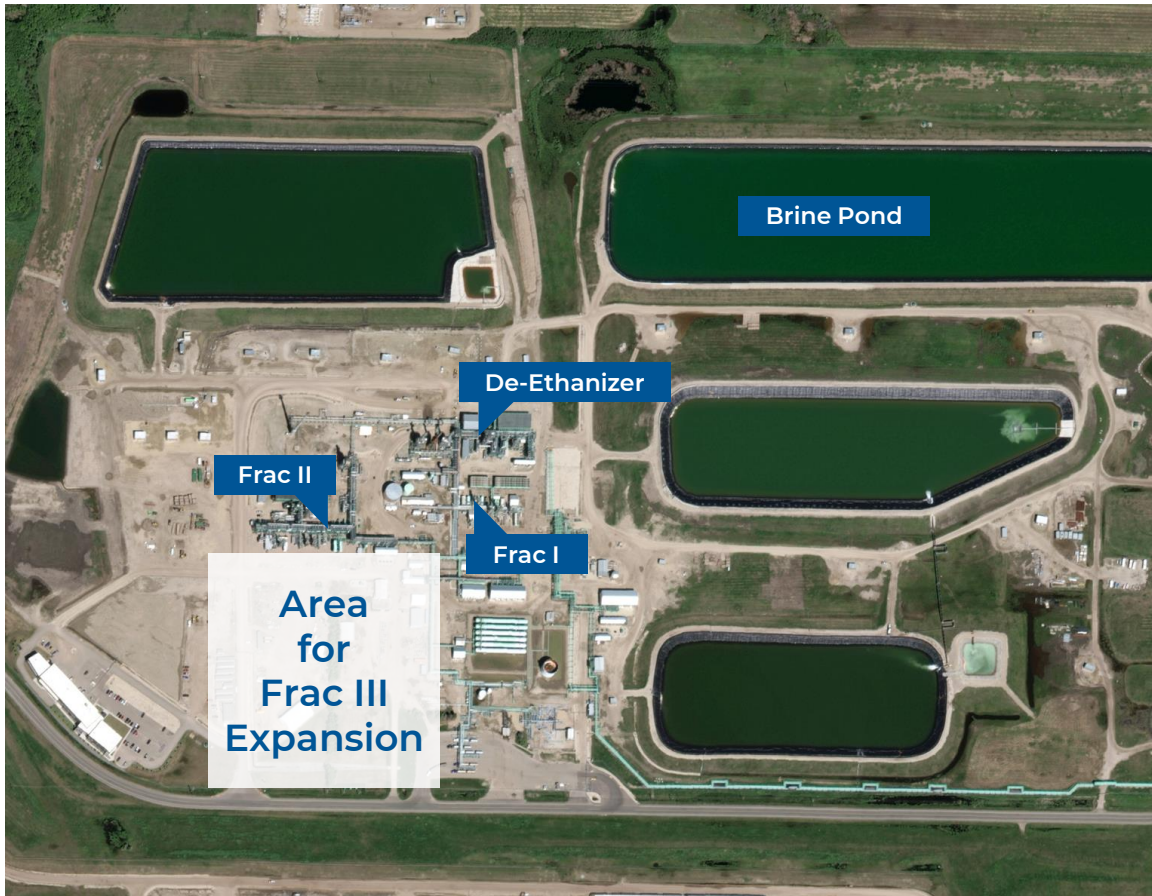 Brine Pond
De-Ethanizer
Frac II
Frac I
Area
for
Frac III
Expansion